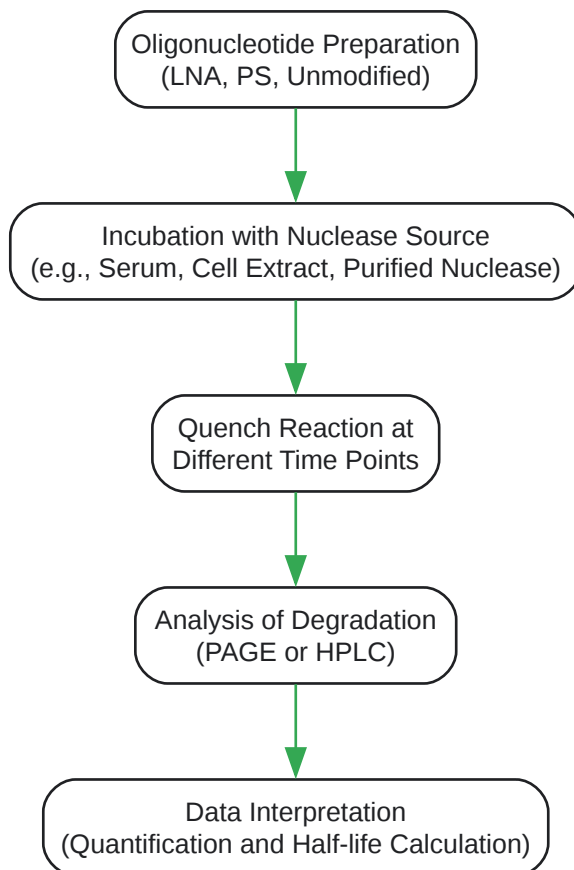 Oligonucleotide Preparation
(LNA, PS, Unmodified)
Incubation with Nuclease Source
(e.g., Serum, Cell Extract, Purified Nuclease)
Quench Reaction at
Different Time Points
Analysis of Degradation
(PAGE or HPLC)
Data Interpretation
(Quantification and Half-life Calculation)